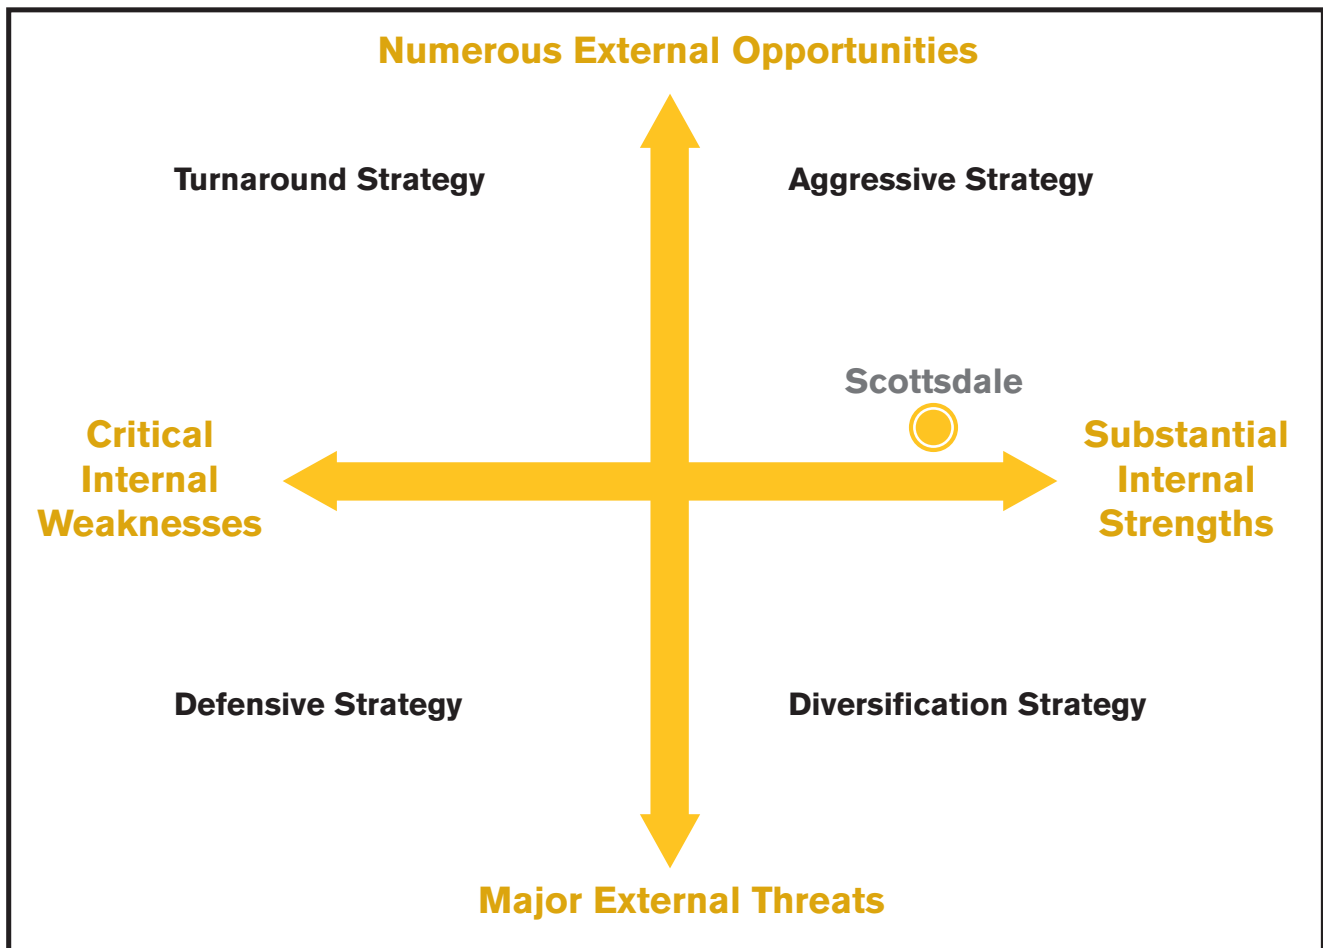 Numerous External Opportunities
Turnaround Strategy
Aggressive Strategy
Scottsdale
Critical
Internal
Weaknesses
Substantial
Internal
Strengths
Defensive Strategy
Diversification Strategy
Major External Threats